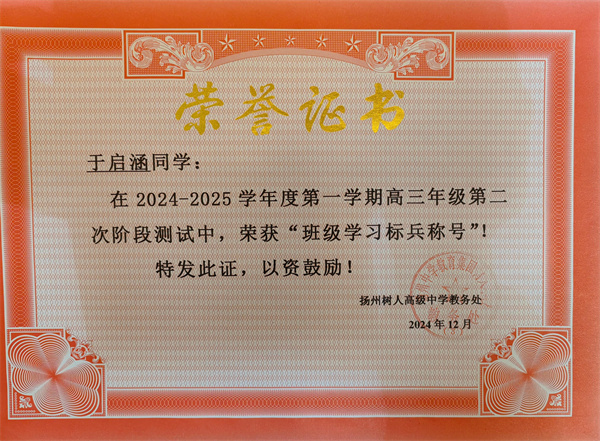 荣誉证书
于启涵同学：
在 2024-2025 学年度第一学期高三年级第二
次阶段测试中，荣获“班级学习标兵称号”！
特发此证，以资鼓励！
扬州树人高级中学教务处
2024 年 12 月